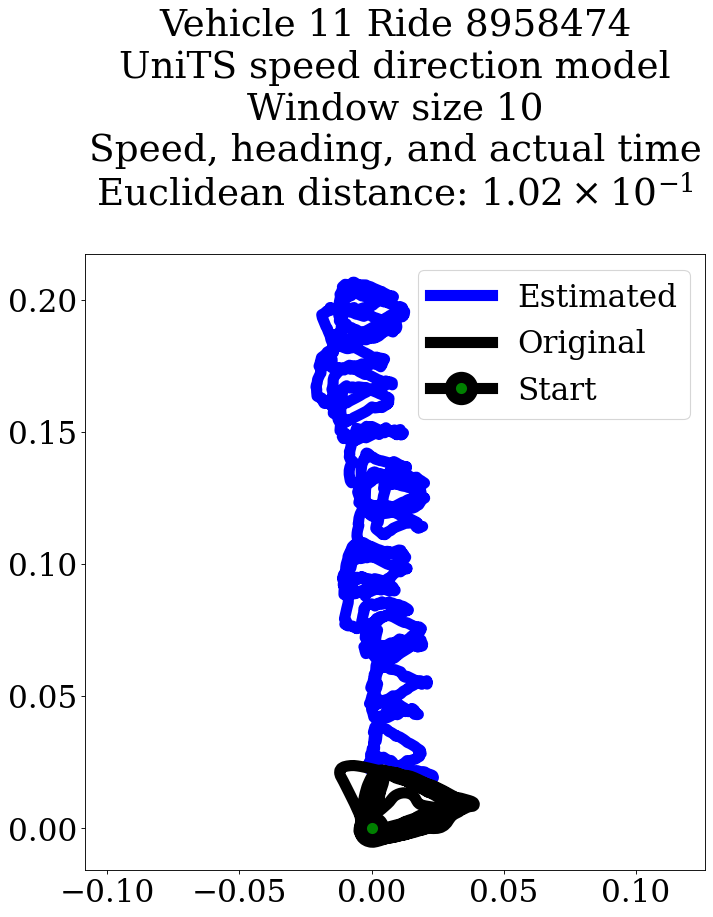 Vehicle 11 Ride 8958474
UniTS speed direction model
Window size 10
Speed, heading, and actual time
Euclidean distance: 1.02 × 10⁻¹
Estimated
Original
Start
0.20
0.15
0.10
0.05
0.00
−0.10 −0.05 0.00 0.05 0.10